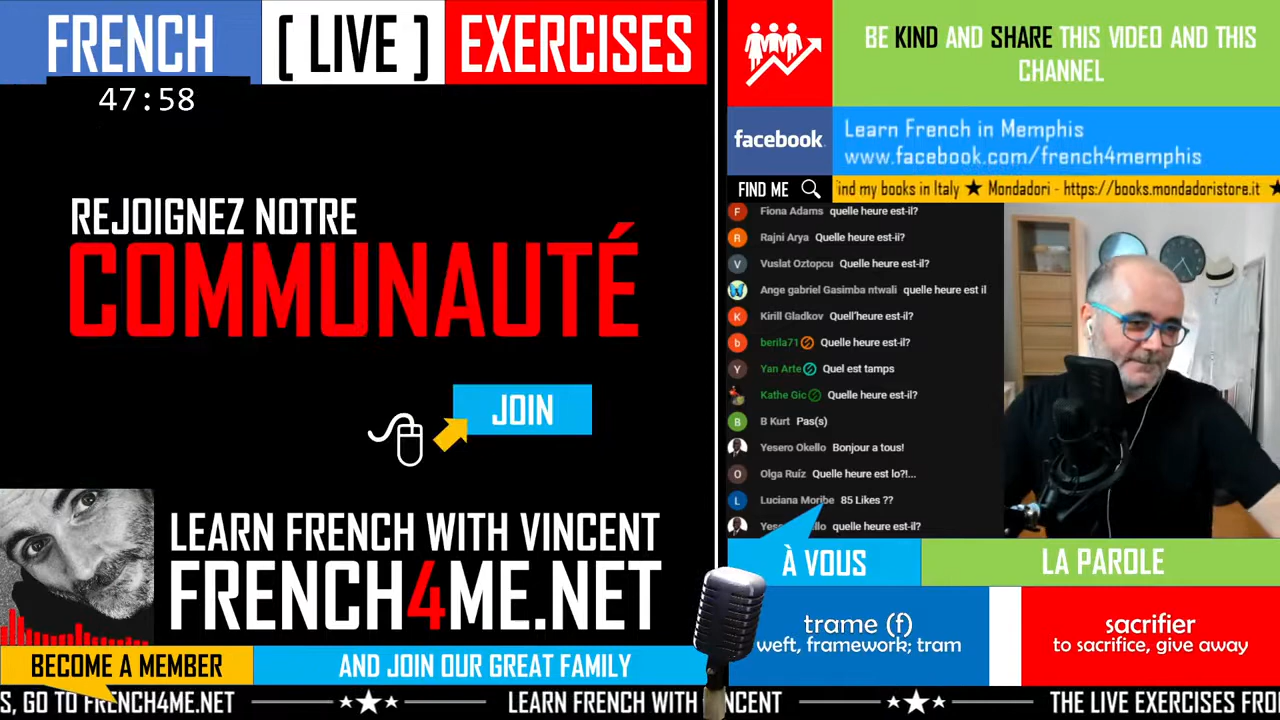 FRENCH
[ LIVE ]
EXERCISES
47:58
REJOIGNEZ NOTRE
COMMUNAUTÉ
JOIN
LEARN FRENCH WITH VINCENT
FRENCH4ME.NET
BECOME A MEMBER
AND JOIN OUR GREAT FAMILY
BE KIND AND SHARE THIS VIDEO AND THIS
CHANNEL
facebook.
Learn French in Memphis
www.facebook.com/french4memphis
FIND ME
find my books in Italy ★ Mondadori - https://books.mondadoristore.it ★
F Fiona Adams quelle heure est-il?
R Rajni Arya Quelle heure est-ii?
V Vuslat Oztopcu Quelle heure est-il?
Ange gabriel Gasimba ntwali quelle heure est il
K Kirill Gladkov Quell'heure est-il?
b berila71 Quelle heure est-il?
Y Yan Arte Quel est tamps
Kathe Gic Quelle heure est-il?
B B Kurt Pas(s)
Yesero Okello Bonjour a tous!
O Olga Ruíz Quelle heure est lo?!...
L Luciana Moribe 85 Likes ??
Yesero Okello quelle heure est-il?
À VOUS
LA PAROLE
trame (f)
weft, framework; tram
sacrifier
to sacrifice, give away
S, GO TO FRENCH4ME.NET ★ LEARN FRENCH WITH VINCENT ★ THE LIVE EXERCISES FRO